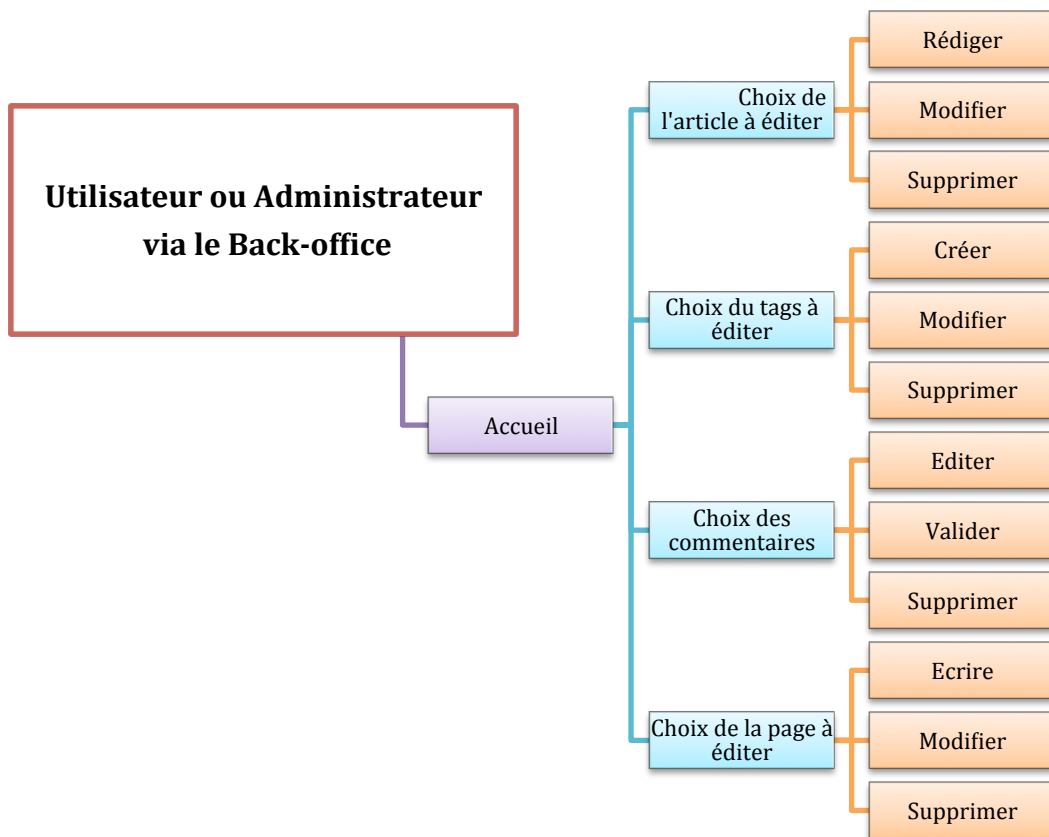 Utilisateur ou Administrateur
via le Back-office
Accueil
Choix de
l'article à éditer
Rédiger
Modifier
Supprimer
Choix du tags à
éditer
Créer
Modifier
Supprimer
Choix des
commentaires
Editer
Valider
Supprimer
Choix de la page à
éditer
Ecrire
Modifier
Supprimer